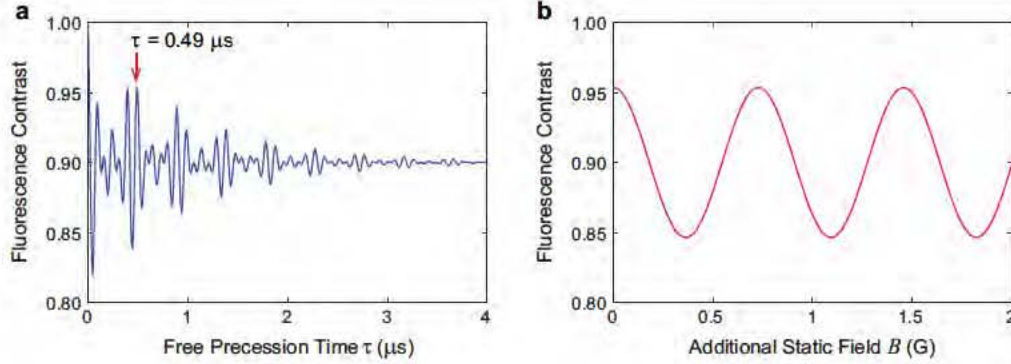 a
τ = 0.49 μs
Fluorescence Contrast
1.00
0.95
0.90
0.85
0.80
0 1 2 3 4
Free Precession Time τ (μs)
b
Fluorescence Contrast
1.00
0.95
0.90
0.85
0.80
0 0.5 1 1.5 2
Additional Static Field B (G)